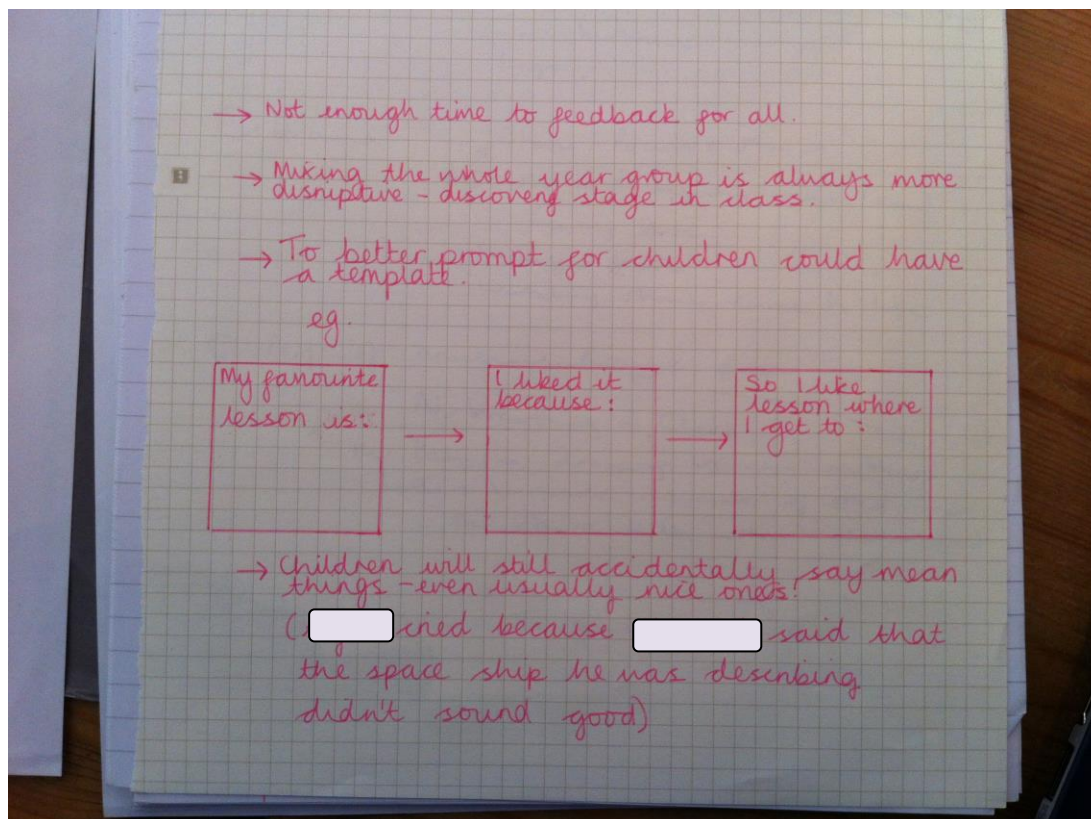 → Not enough time to feedback for all.
→ Mixing the whole year group is always more
disruptive - discovery stage in class.
→ To better prompt for children could have
a template.
eg.
My favourite
lesson is:
→
I liked it
because:
→
So I like
lesson where
I get to:
→ Children will still accidentally say mean
things - even usually nice ones!
( cried because said that
the space ship he was describing
didn't sound good)